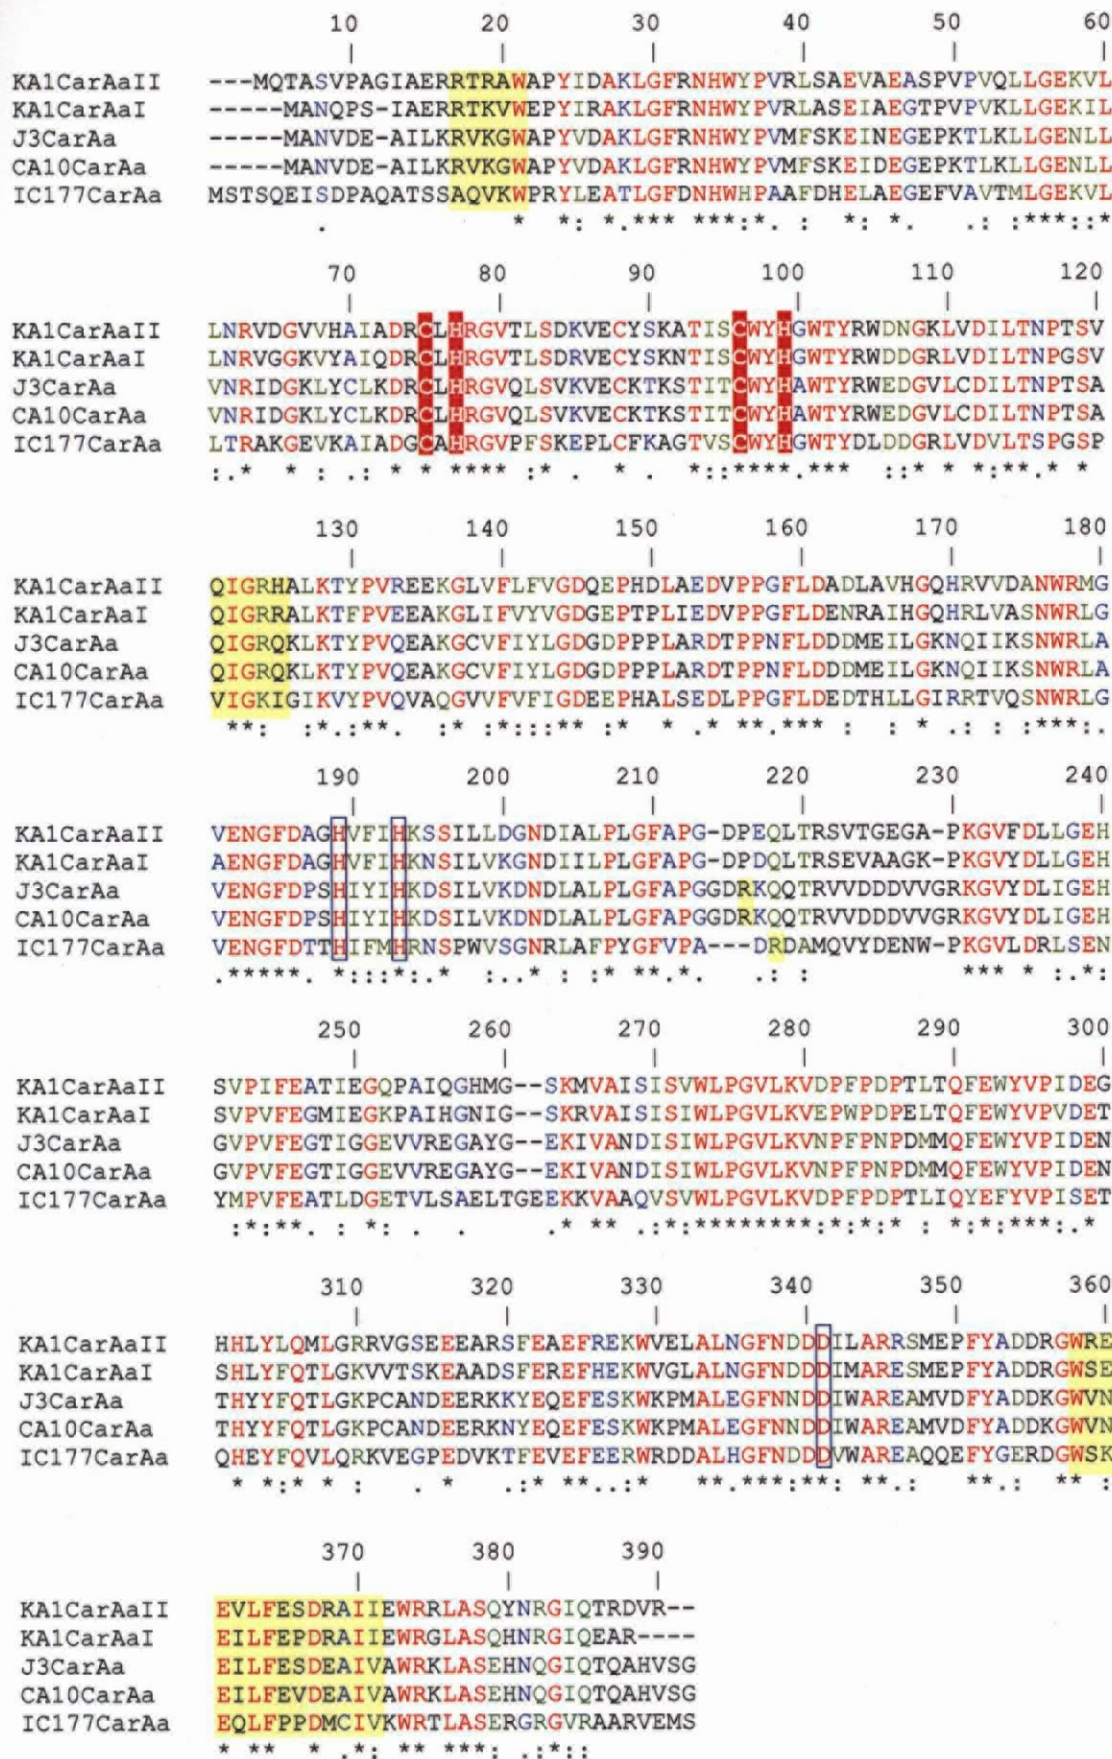 10 20 30 40 50 60
| | | | | |
KA1CarAaII ---MQTASVPAGIAERRTRAWAPYIDAKLGFRNHWYPVRLSAEVAEASPVPVQLLGEKVL
KA1CarAaI -----MANQPS-IAERRTKVWEPYIRAKLGFRNHWYPVRLASEIAEGTPVPVKLLGEKIL
J3CarAa -----MANVDE-AILKRVKGWAPYVDAKLGFRNHWYPVMFSKEINEGEPKTLKLLGENLL
CA10CarAa -----MANVDE-AILKRVKGWAPYVDAKLGFRNHWYPVMFSKEIDEGEPKTLKLLGENLL
IC177CarAa MSTSQEISDPAQATSSAQVKWPRYLEATLGFDNHWHPAAFDHELAEGEFVAVTMLGEKVL
. * *: *.*** ****:*. : *: *. .: :***::*
70 80 90 100 110 120
| | | | | |
KA1CarAaII LNRVDGVVHAIADRCLHRGVTLSDKVECYSKATISCWYHGWTYRWDNGKLVDILTNPTSV
KA1CarAaI LNRVGGKVYAIQDRCLHRGVTLSDRVECYSKNTISCWYHGWTYRWDDGRLVDILTNPGSV
J3CarAa VNRIDGKLYCLKDRCLHRGVQLSVKVECKTKSTITCWYHAWTYRWEDGVLCDILTNPTSA
CA10CarAa VNRIDGKLYCLKDRCLHRGVQLSVKVECKTKSTITCWYHAWTYRWEDGVLCDILTNPTSA
IC177CarAa LTRAKGEVKAIADGCAHRGVPFSKEPLCFKAGTVSCWYHGWTYDLDDGRLVDVLTSPGSP
:.* * : .: * * **** :* . * . *::****.*** ::* * *:**.* *
130 140 150 160 170 180
| | | | | |
KA1CarAaII QIGRHALKTYPVREEKGLVFLFVGDQEPHDLAEDVPPGFLDADLAVHGQHRVVDANWRMG
KA1CarAaI QIGRRALKTFPVEEAKGLIFVYVGDGEPTPLIEDVPPGFLDENRAIHGQHRLVASNWRLG
J3CarAa QIGRQKLKTYPVQEAKGCVFIYLGDGDPPPLARDTPPNFLDDDMEILGKNQIIKSNWRLA
CA10CarAa QIGRQKLKTYPVQEAKGCVFIYLGDGDPPPLARDTPPNFLDDDMEILGKNQIIKSNWRLA
IC177CarAa VIGKIGIKVYPVQVAQGVVFVFIGDEEPHALSEDLPPGFLDEDTHLLGIRRTVQSNWRLG
**: :*.:**. :* :*:::** :* * .* **.*** : : * .: : :***:.
190 200 210 220 230 240
| | | | | |
KA1CarAaII VENGFDAGHVFIHKSSILLDGNDIALPLGFAPG-DPEQLTRSVTGEGA-PKGVFDLLGEH
KA1CarAaI AENGFDAGHVFIHKNSILVKGNDIILPLGFAPG-DPDQLTRSEVAAGK-PKGVYDLLGEH
J3CarAa VENGFDPSHIYIHKDSILVKDNDLALPLGFAPGGDRKQQTRVVDDDVVGRKGVYDLIGEH
CA10CarAa VENGFDPSHIYIHKDSILVKDNDLALPLGFAPGGDRKQQTRVVDDDVVGRKGVYDLIGEH
IC177CarAa VENGFDTTHIFMHRNSPWVSGNRLAFPYGFVPA---DRDAMQVYDENW-PKGVLDRLSEN
.*****. *:::*:.* :..* : :* **.*. .: : *** * :.*:
250 260 270 280 290 300
| | | | | |
KA1CarAaII SVPIFEATIEGQPAIQGHMG--SKMVAISISVWLPGVLKVDPFPDPTLTQFEWYVPIDEG
KA1CarAaI SVPVFEGMIEGKPAIHGNIG--SKRVAISISIWLPGVLKVEPWPDPELTQFEWYVPVDET
J3CarAa GVPVFEGTIGGEVVREGAYG--EKIVANDISIWLPGVLKVNPFPNPDMMQFEWYVPIDEN
CA10CarAa GVPVFEGTIGGEVVREGAYG--EKIVANDISIWLPGVLKVNPFPNPDMMQFEWYVPIDEN
IC177CarAa YMPVFEATLDGETVLSAELTGEEKKVAAQVSVWLPGVLKVDPFPDPTLIQYEFYVPISET
:*:**. : *: . . .* ** .:*:********:*:*:* : *:*:***:.*
310 320 330 340 350 360
| | | | | |
KA1CarAaII HHLYLQMLGRRVGSEEEARSFEAEFREKWVELALNGFNDDDILARRSMEPFYADDRGWRE
KA1CarAaI SHLYFQTLGKVVTSKEAADSFEREFHEKWVGLALNGFNDDDIMARESMEPFYADDRGWSE
J3CarAa THYYFQTLGKPCANDEERKKYEQEFESKWKPMALEGFNNDDIWAREAMVDFYADDKGWVN
CA10CarAa THYYFQTLGKPCANDEERKNYEQEFESKWKPMALEGFNNDDIWAREAMVDFYADDKGWVN
IC177CarAa QHEYFQVLQRKVEGPEDVKTFEVEFEERWRDDALHGFNDDDVWAREAQQEFYGERDGWSK
* *:* * : . * .:* **..:* **.***:**: **.: **.: ** :
370 380 390
| | |
KA1CarAaII EVLFESDRAIIEWRRLASQYNRGIQTRDVR--
KA1CarAaI EILFEPDRAIIEWRGLASQHNRGIQEAR----
J3CarAa EILFESDEAIVAWRKLASEHNQGIQTQAHVSG
CA10CarAa EILFEVDEAIVAWRKLASEHNQGIQTQAHVSG
IC177CarAa EQLFPPDMCIVKWRTLASERGRGVRAARVEMS
* ** * .*: ** ***: .:*::